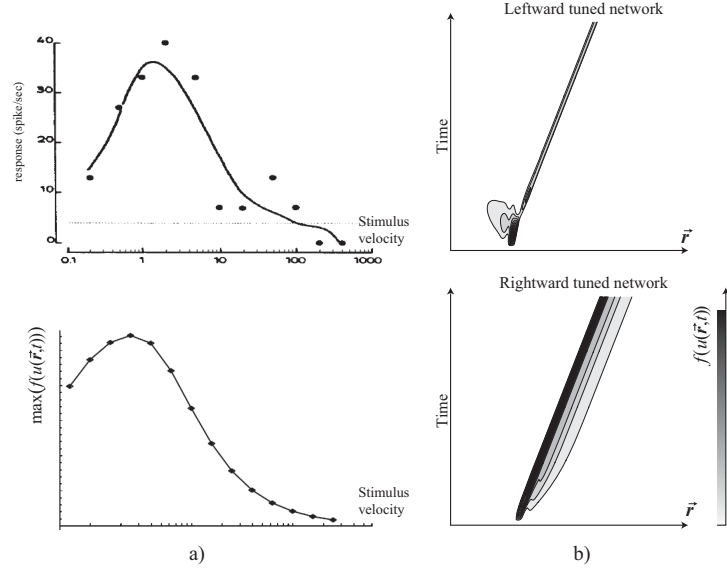 Leftward tuned network
response (spike/sec)
40
30
20
10
0
Stimulus
velocity
0.1
1
10
100
1000
Time
r⃗
Rightward tuned network
max(f(u(r⃗,t)))
Stimulus
velocity
Time
r⃗
f(u(r⃗,t))
a)
b)